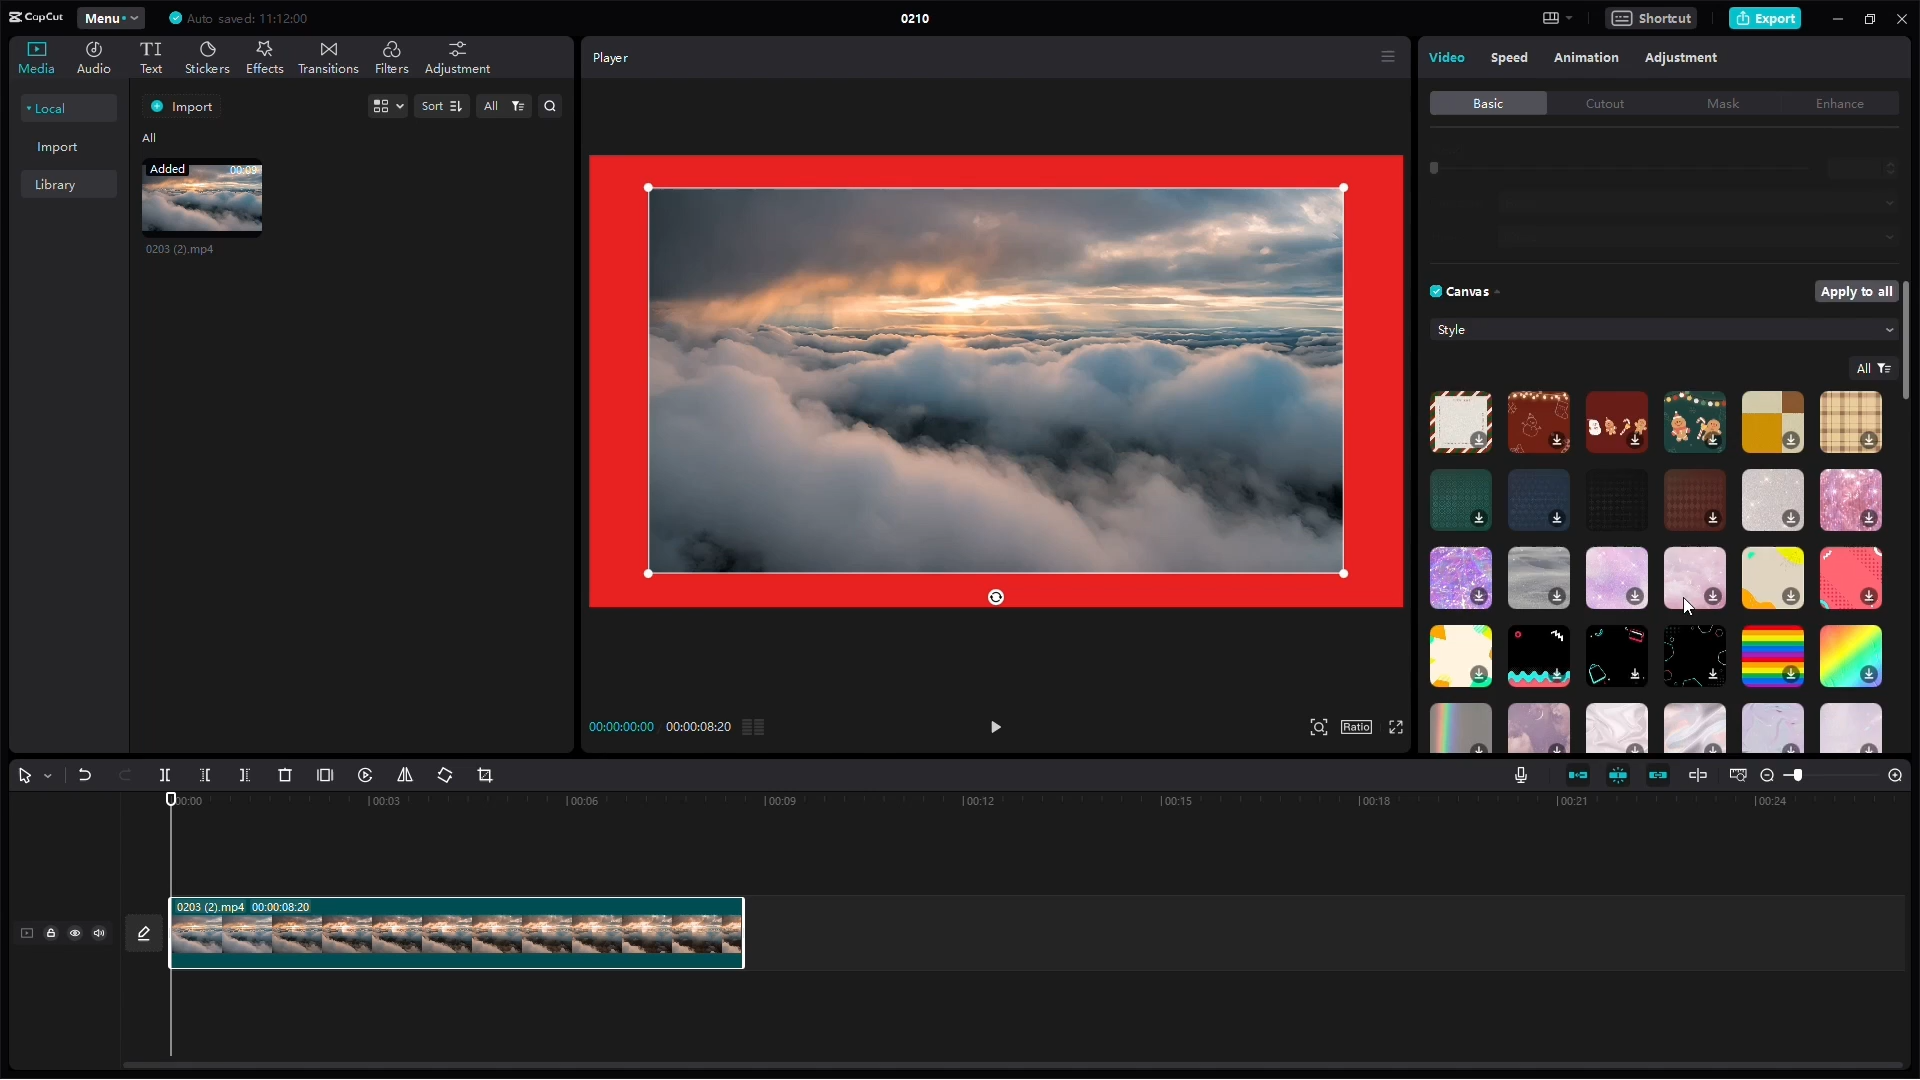 CapCut
Menu
Auto saved: 11:12:00
0210
Shortcut
Export
Media
Audio
Text
Stickers
Effects
Transitions
Filters
Adjustment
Local
Import
Library
Import
Sort
All
All
Added
00:09
0203 (2).mp4
Player
00:00:00:00
00:00:08:20
Ratio
Video
Speed
Animation
Adjustment
Basic
Cutout
Mask
Enhance
Canvas
Apply to all
Style
All
00:00
00:03
00:06
00:09
00:12
00:15
00:18
00:21
00:24
0203 (2).mp4 00:00:08:20